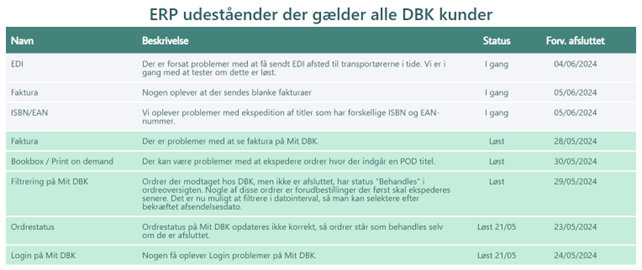 ERP udeståender der gælder alle DBK kunder
Navn Beskrivelse Status Forv. afsluttet
EDI Der er forsat problemer med at få sendt EDI afsted til transportørerne i tide. Vi er i I gang 04/06/2024
gang med at tester om dette er løst.
Faktura Nogen oplever at der sendes blanke fakturaer I gang 05/06/2024
ISBN/EAN Vi oplever problemer med ekspedition af titler som har forskellige ISBN og EAN- I gang 05/06/2024
nummer.
Faktura Der er problemer med at se faktura på Mit DBK. Løst 28/05/2024
Bookbox / Print on demand Der kan være problemer med at ekspedere ordrer hvor der indgår en POD titel. Løst 30/05/2024
Filtrering på Mit DBK Ordrer der modtaget hos DBK, men ikke er afsluttet, har status "Behandles" i Løst 29/05/2024
ordreoversigten. Nogle af disse ordrer er forudbestillinger der først skal ekspederes
senere. Det er nu muligt at filtrere i datointerval, så man kan selektere efter
bekræftet afsendelsesdato.
Ordrestatus Ordrestatus på Mit DBK opdateres ikke korrekt, så ordrer står som behandles selv Løst 21/05 23/05/2024
om de er afsluttet.
Login på Mit DBK Nogen få oplever Login problemer på Mit DBK. Løst 21/05 24/05/2024